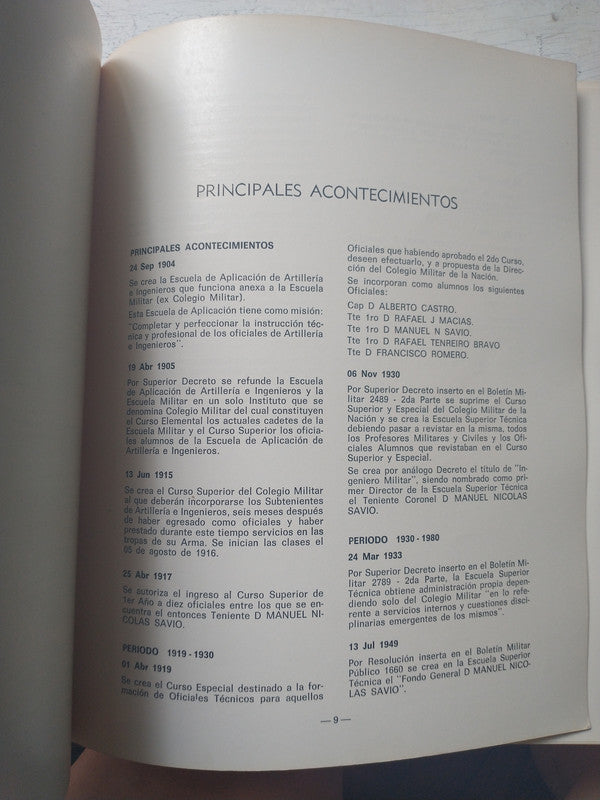 PRINCIPALES ACONTECIMIENTOS
PRINCIPALES ACONTECIMIENTOS
24 Sep 1904
Se crea la Escuela de Aplicación de Artillería
e Ingenieros que funciona anexa a la Escuela
Militar (ex Colegio Militar).
Esta Escuela de Aplicación tiene como misión:
"Completar y perfeccionar la instrucción téc-
nica y profesional de los oficiales de Artillería
e Ingenieros".
19 Abr 1905
Por Superior Decreto se refunde la Escuela
de Aplicación de Artillería e Ingenieros y la
Escuela Militar en un solo Instituto que se
denomina Colegio Militar del cual constituyen
el Curso Elemental los actuales cadetes de la
Escuela Militar y el Curso Superior los oficia-
les alumnos de la Escuela de Aplicación de
Artillería e Ingenieros.
13 Jun 1915
Se crea el Curso Superior del Colegio Militar
al que deberán incorporarse los Subtenientes
de Artillería e Ingenieros, seis meses después
de haber egresado como oficiales y haber
prestado durante este tiempo servicios en las
tropas de su Arma. Se inician las clases el
05 de agosto de 1916.
25 Abr 1917
Se autoriza el ingreso al Curso Superior de
1er Año a diez oficiales entre los que se en-
cuentra el entonces Teniente D MANUEL NI-
COLAS SAVIO.
PERIODO 1919-1930
01 Abr 1919
Se crea el Curso Especial destinado a la for-
mación de Oficiales Técnicos para aquellos
Oficiales que habiendo aprobado el 2do Curso,
deseen efectuarlo, y a propuesta de la Direc-
ción del Colegio Militar de la Nación.
Se incorporan como alumnos los siguientes
Oficiales:
Cap D ALBERTO CASTRO.
Tte 1ro D RAFAEL J MACIAS.
Tte 1ro D MANUEL N SAVIO.
Tte 1ro D RAFAEL TENREIRO BRAVO
Tte D FRANCISCO ROMERO.
06 Nov 1930
Por Superior Decreto inserto en el Boletín Mi-
litar 2489 - 2da Parte se suprime el Curso
Superior y Especial del Colegio Militar de la
Nación y se crea la Escuela Superior Técnica
debiendo pasar a revistar en la misma, todos
los Profesores Militares y Civiles y los Ofi-
ciales Alumnos que revistaban en el Curso
Superior y Especial.
Se crea por análogo Decreto el título de "In-
geniero Militar", siendo nombrado como pri-
mer Director de la Escuela Superior Técnica
el Teniente Coronel D MANUEL NICOLAS
SAVIO.
PERIODO 1930-1980
24 Mar 1933
Por Superior Decreto inserto en el Boletín Mi-
litar 2789 - 2da Parte, la Escuela Superior
Técnica obtiene administración propia depen-
diendo solo del Colegio Militar "en lo refe-
rente a servicios internos y cuestiones disci-
plinarias emergentes de los mismos".
13 Jul 1949
Por Resolución inserta en el Boletín Militar
Público 1660 se crea en la Escuela Superior
Técnica el "Fondo General D MANUEL NICO-
LAS SAVIO".
— 9 —